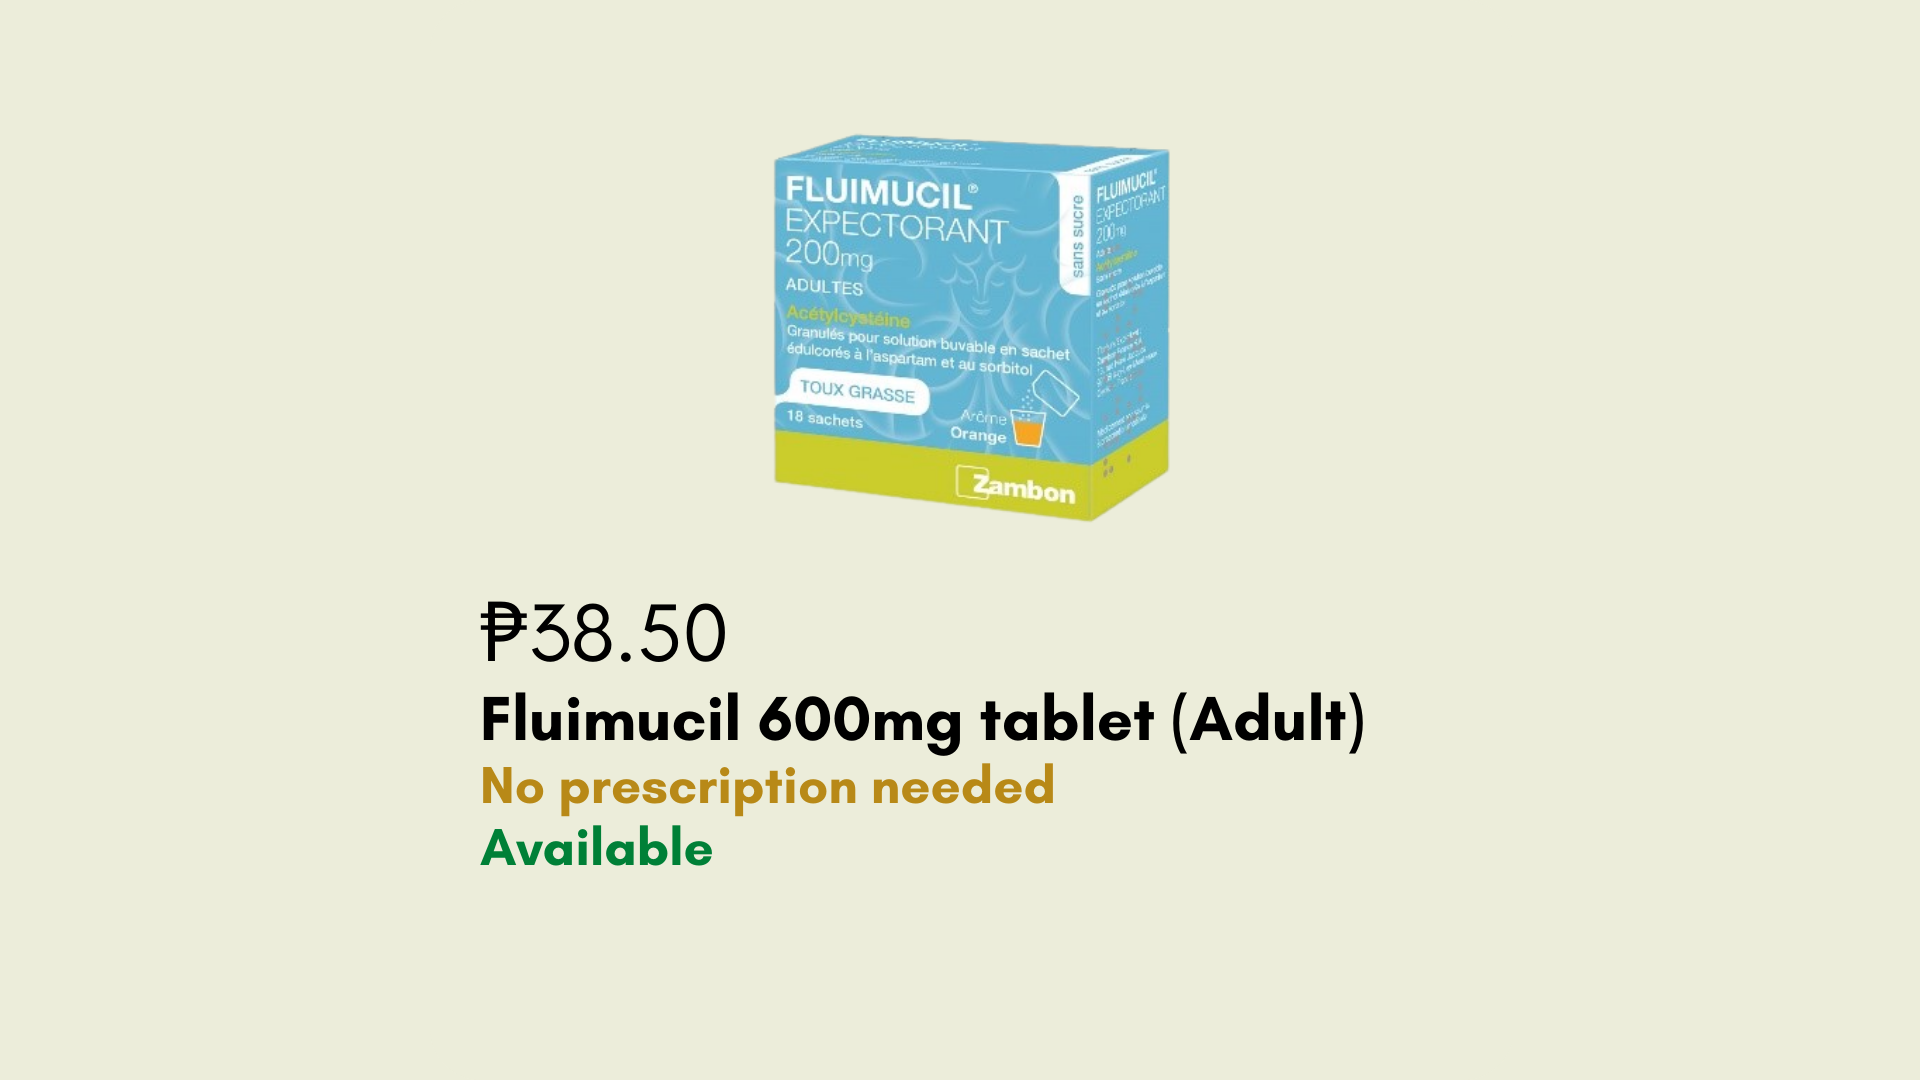 FLUIMUCIL®
EXPECTORANT
200mg
ADULTES
Acétylcystéine
Granulés pour solution buvable en sachet
édulcorés à l'aspartam et au sorbitol
TOUX GRASSE
18 sachets
Arôme
Orange
Zambon
sans sucre
FLUIMUCIL®
EXPECTORANT
200mg
₱38.50
Fluimucil 600mg tablet (Adult)
No prescription needed
Available